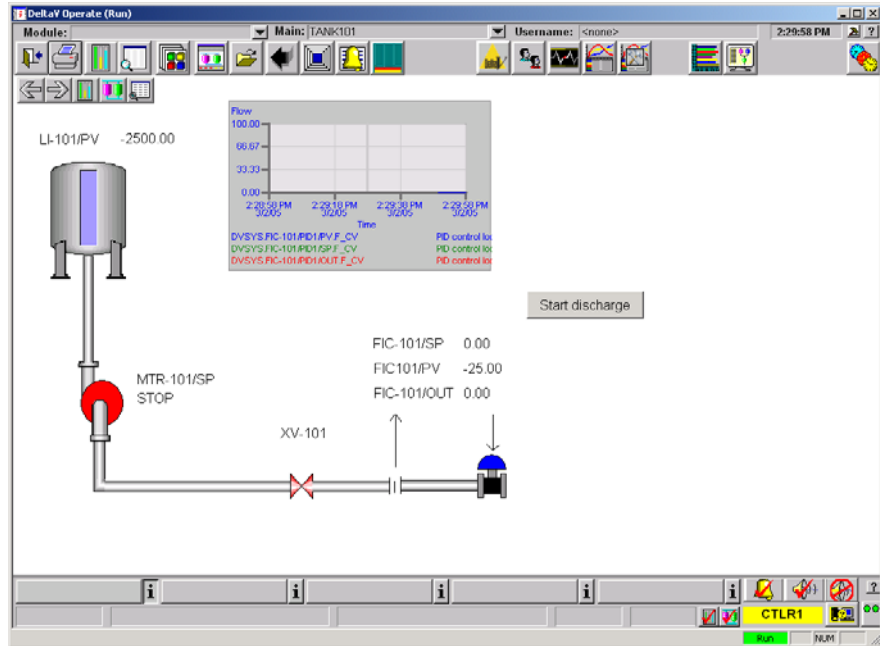 DeltaV Operate (Run)
Module: Main: TANK101 Username: <none> 2:29:58 PM ?
LI-101/PV -2500.00
Flow
100.00
66.67
33.33
0.00
2:28:58 PM 2:29:18 PM 2:29:38 PM 2:29:58 PM
3/2/05 3/2/05 3/2/05 3/2/05
Time
DVSYS.FIC-101/PID1/PV.F_CV PID control loo
DVSYS.FIC-101/PID1/SP.F_CV PID control loo
DVSYS.FIC-101/PID1/OUT.F_CV PID control loo
Start discharge
FIC-101/SP 0.00
FIC101/PV -25.00
FIC-101/OUT 0.00
MTR-101/SP
STOP
XV-101
i i i i i ?
CTLR1
Run NUM